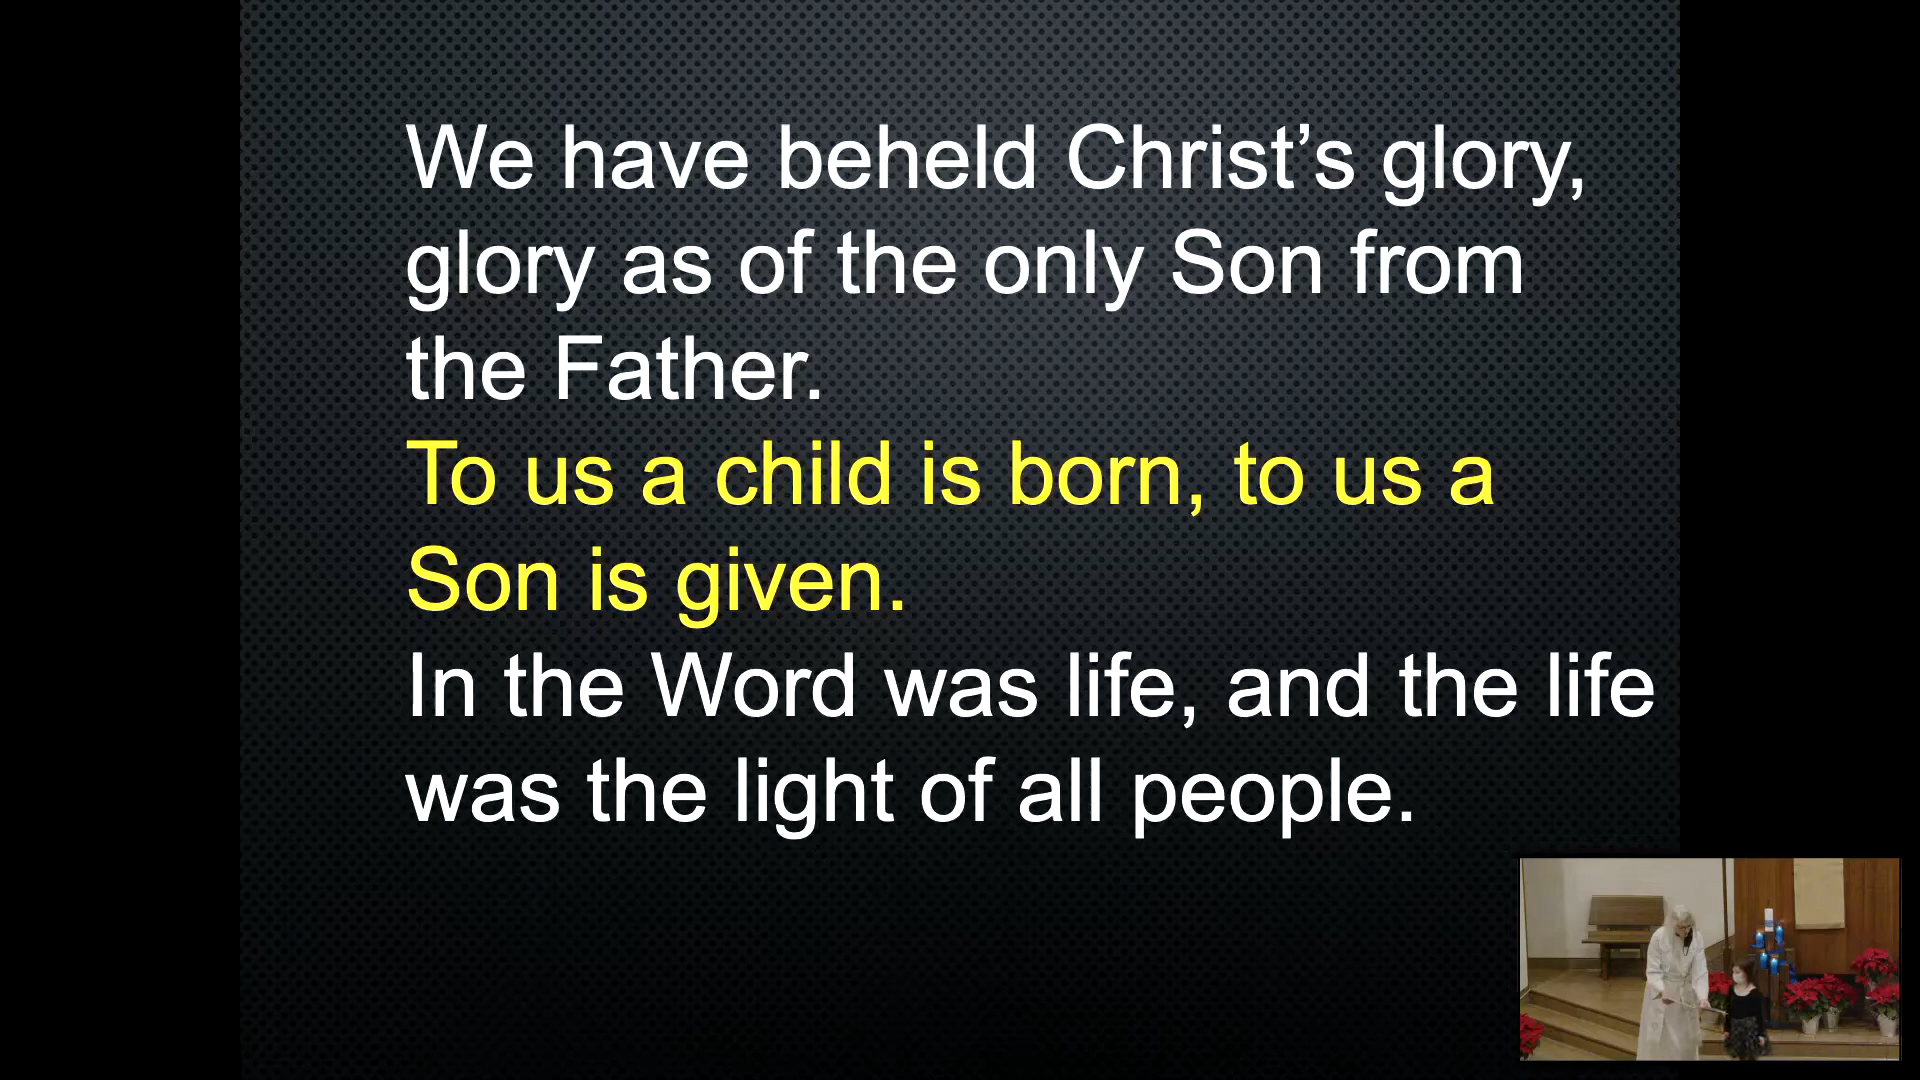 We have beheld Christ’s glory,
glory as of the only Son from
the Father.
To us a child is born, to us a
Son is given.
In the Word was life, and the life
was the light of all people.